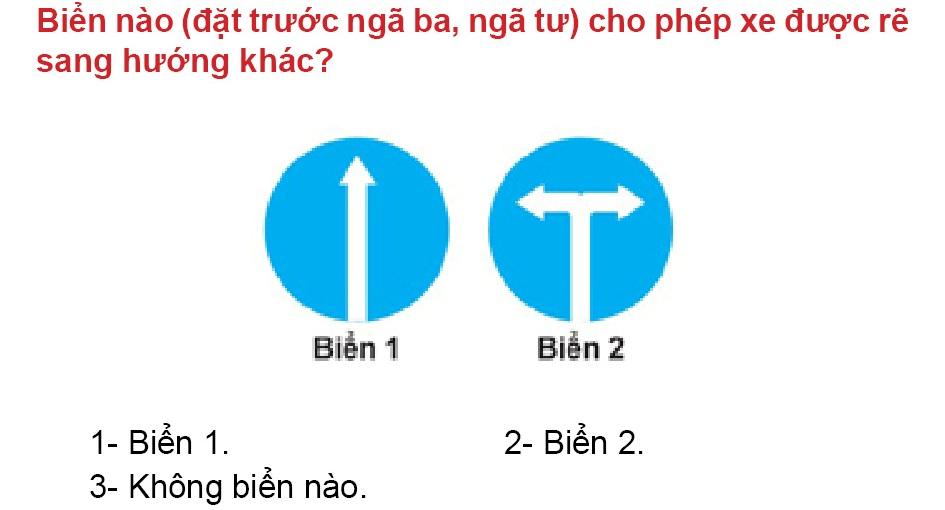 Biển nào (đặt trước ngã ba, ngã tư) cho phép xe được rẽ
sang hướng khác?
Biển 1
Biển 2
1- Biển 1.
2- Biển 2.
3- Không biển nào.